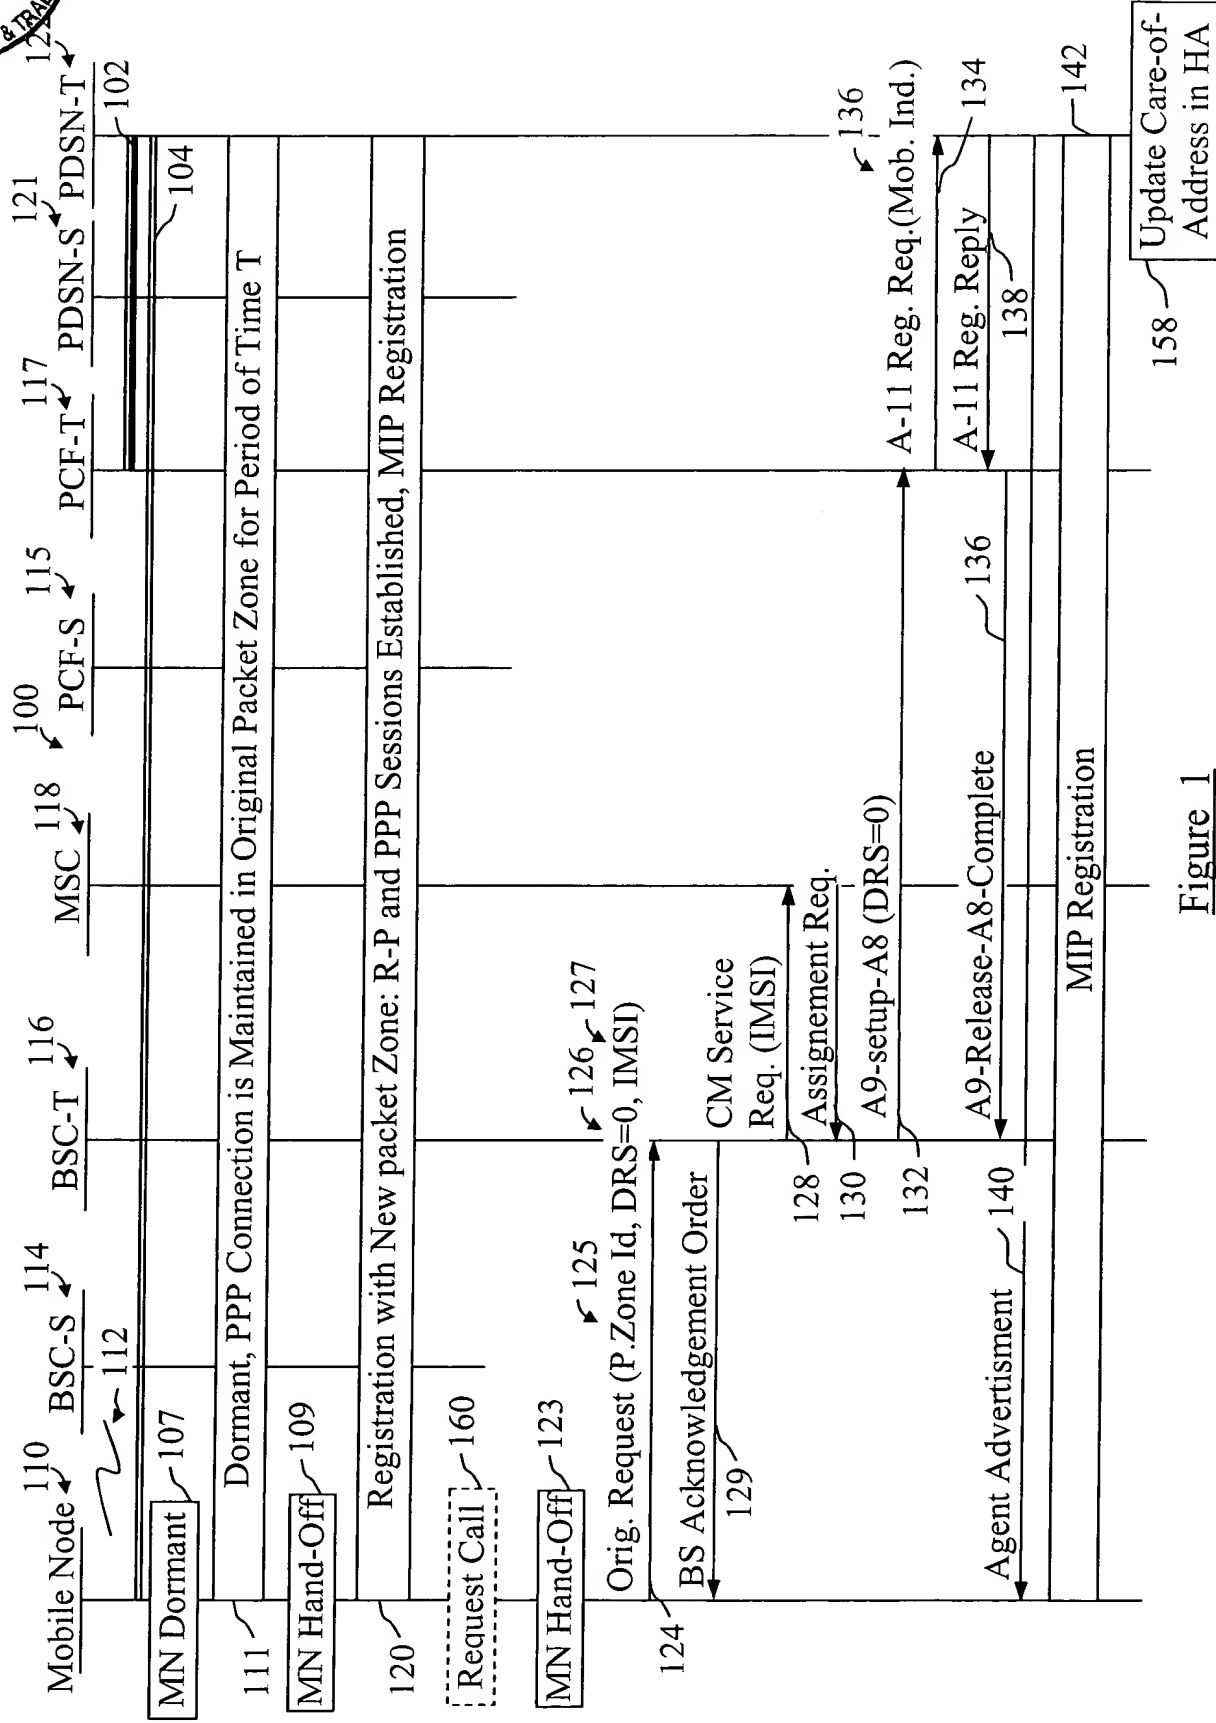 & TRA
122
Mobile Node
110
BSC-S
114
BSC-T
116
MSC
118
100
PCF-S
115
PCF-T
117
PDSN-S
121
PDSN-T
112
102
104
MN Dormant
107
Dormant, PPP Connection is Maintained in Original Packet Zone for Period of Time T
111
MN Hand-Off
109
Registration with New packet Zone: R-P and PPP Sessions Established, MIP Registration
120
Request Call
160
MN Hand-Off
123
125
126
127
Orig. Request (P.Zone Id, DRS=0, IMSI)
124
BS Acknowledgement Order
129
CM Service
Req. (IMSI)
128
Assignement Req.
130
A9-setup-A8 (DRS=0)
132
136
A-11 Reg. Req.(Mob. Ind.)
134
A-11 Reg. Reply
138
A9-Release-A8-Complete
136
Agent Advertisment
140
MIP Registration
142
Update Care-of-
Address in HA
158
Figure 1